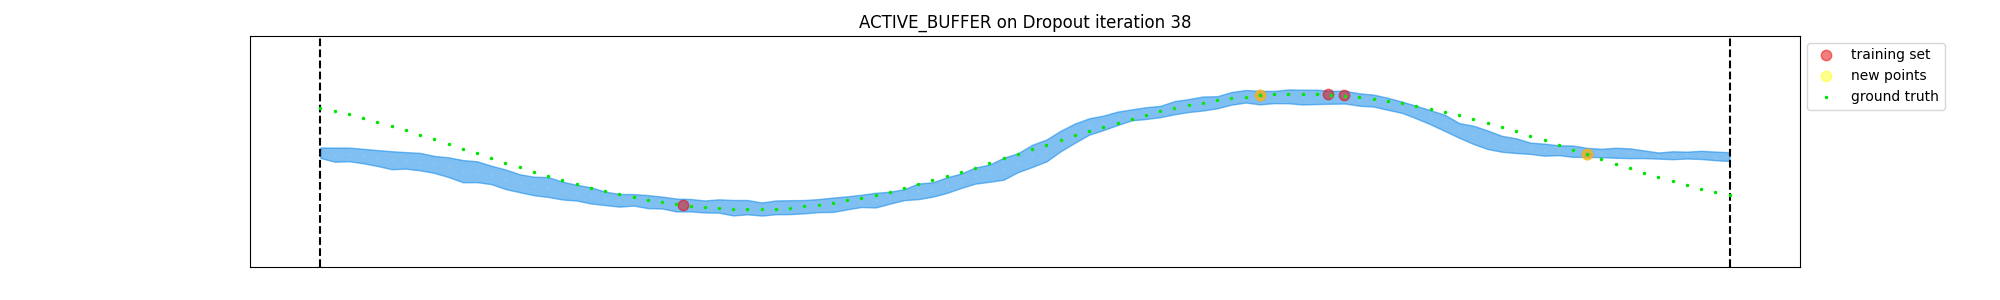 ACTIVE_BUFFER on Dropout iteration 38
training set
new points
ground truth